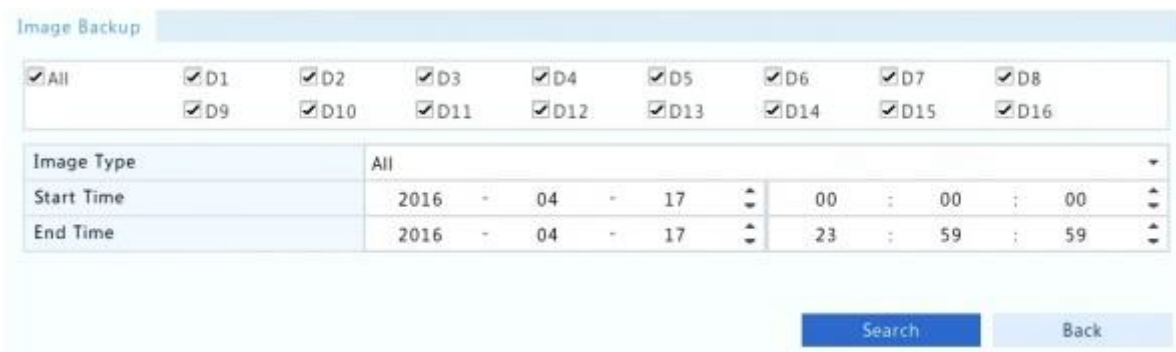 Image Backup
All D1 D2 D3 D4 D5 D6 D7 D8
D9 D10 D11 D12 D13 D14 D15 D16
Image Type All
Start Time 2016 - 04 - 17 00 : 00 : 00
End Time 2016 - 04 - 17 23 : 59 : 59
Search Back